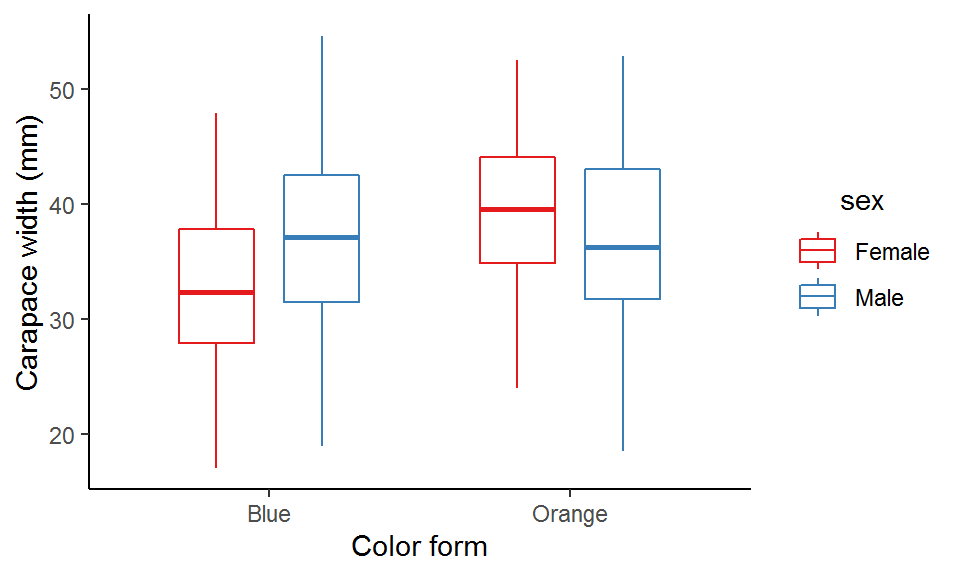 Carapace width (mm)
50
40
30
20
Blue
Orange
Color form
sex
Female
Male